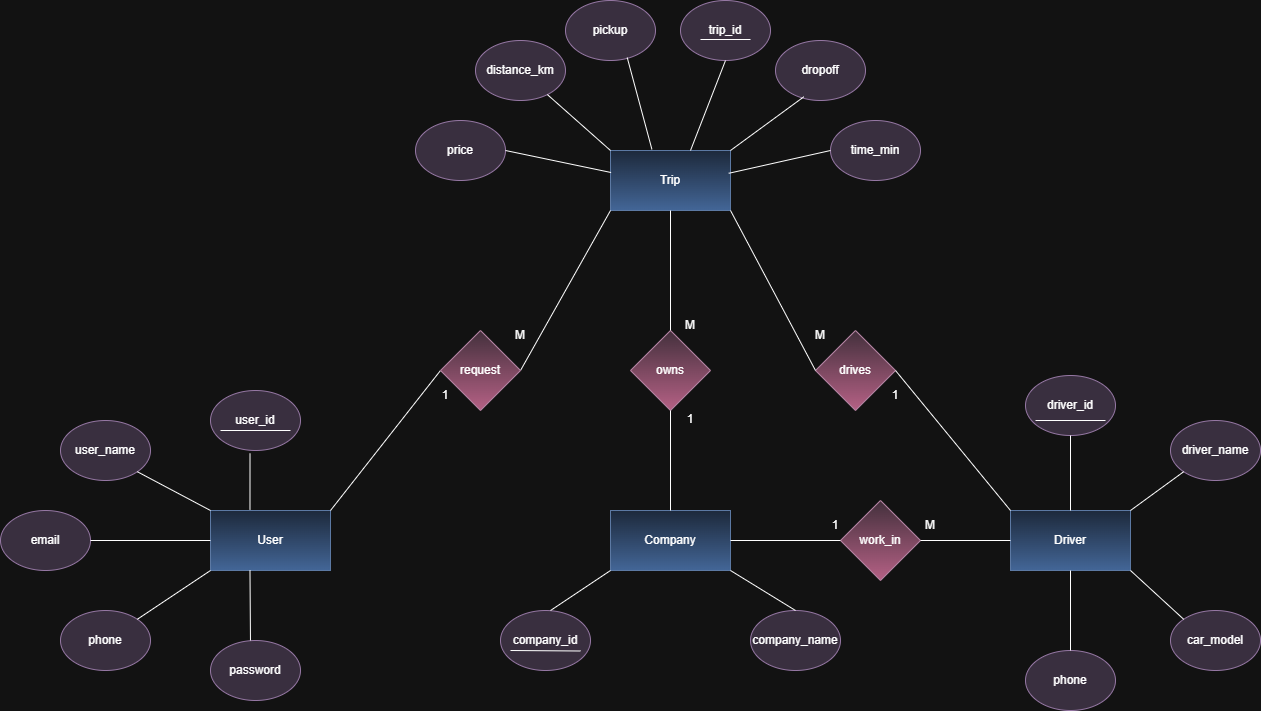 pickup
trip_id
distance_km
dropoff
price
time_min
Trip
M
M
M
request
owns
drives
1
1
1
user_id
driver_id
user_name
driver_name
1
M
email
User
Company
work_in
Driver
phone
company_id
company_name
car_model
password
phone